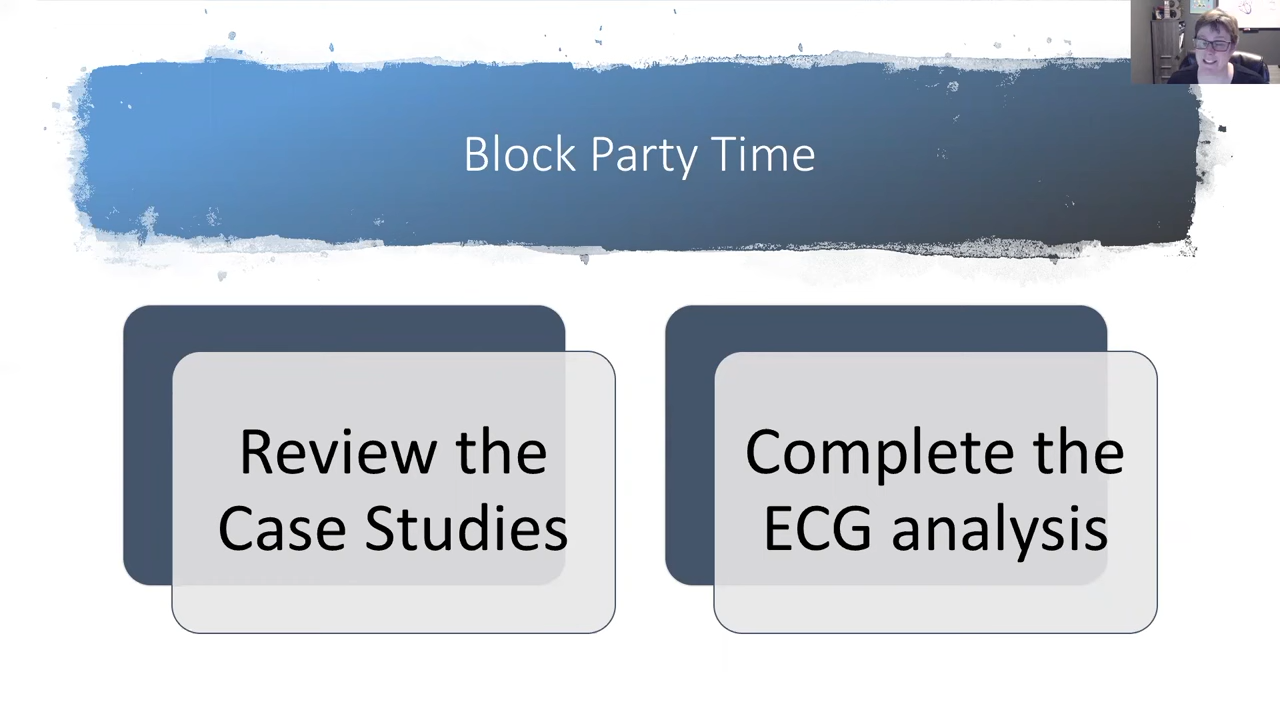 Block Party Time
Review the
Case Studies
Complete the
ECG analysis